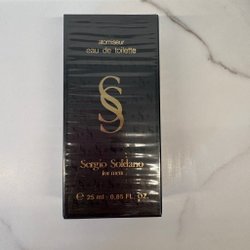 atomiseur
eau de toilette
SS
Sergio Soldano
for men
℮ 25 ml - 0,85 FL. OZ